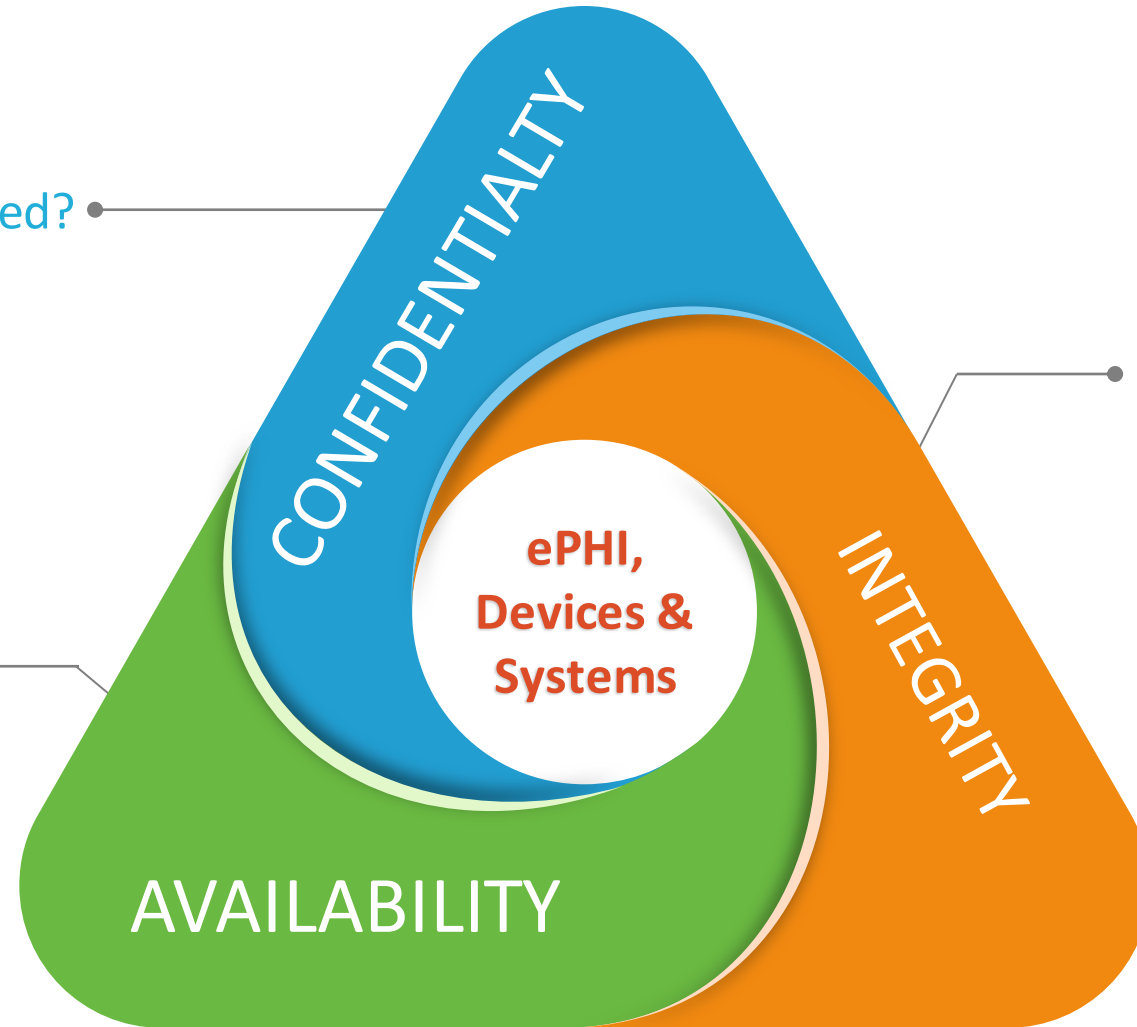 CONFIDENTIALTY
ed?
INTEGRITY
ePHI,
Devices &
Systems
AVAILABILITY